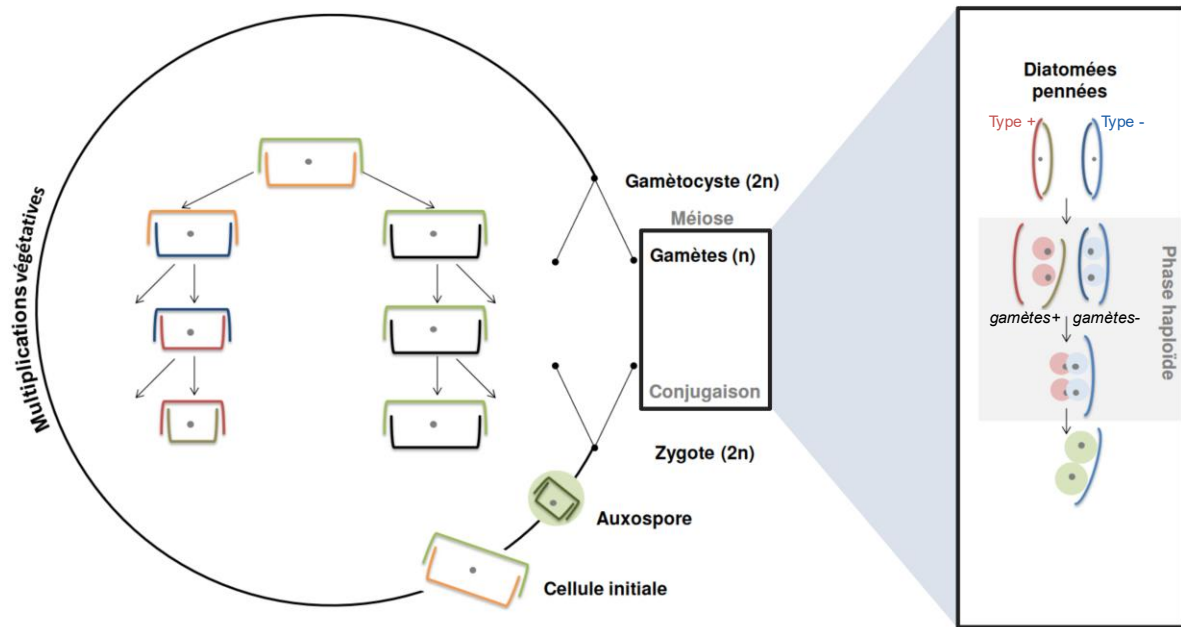 Multiplications végétatives
Gamètocyste (2n)
Méiose
Gamètes (n)
Conjugaison
Zygote (2n)
Auxospore
Cellule initiale
Diatomées
pennées
Type + Type -
gamètes+ gamètes-
Phase haploïde